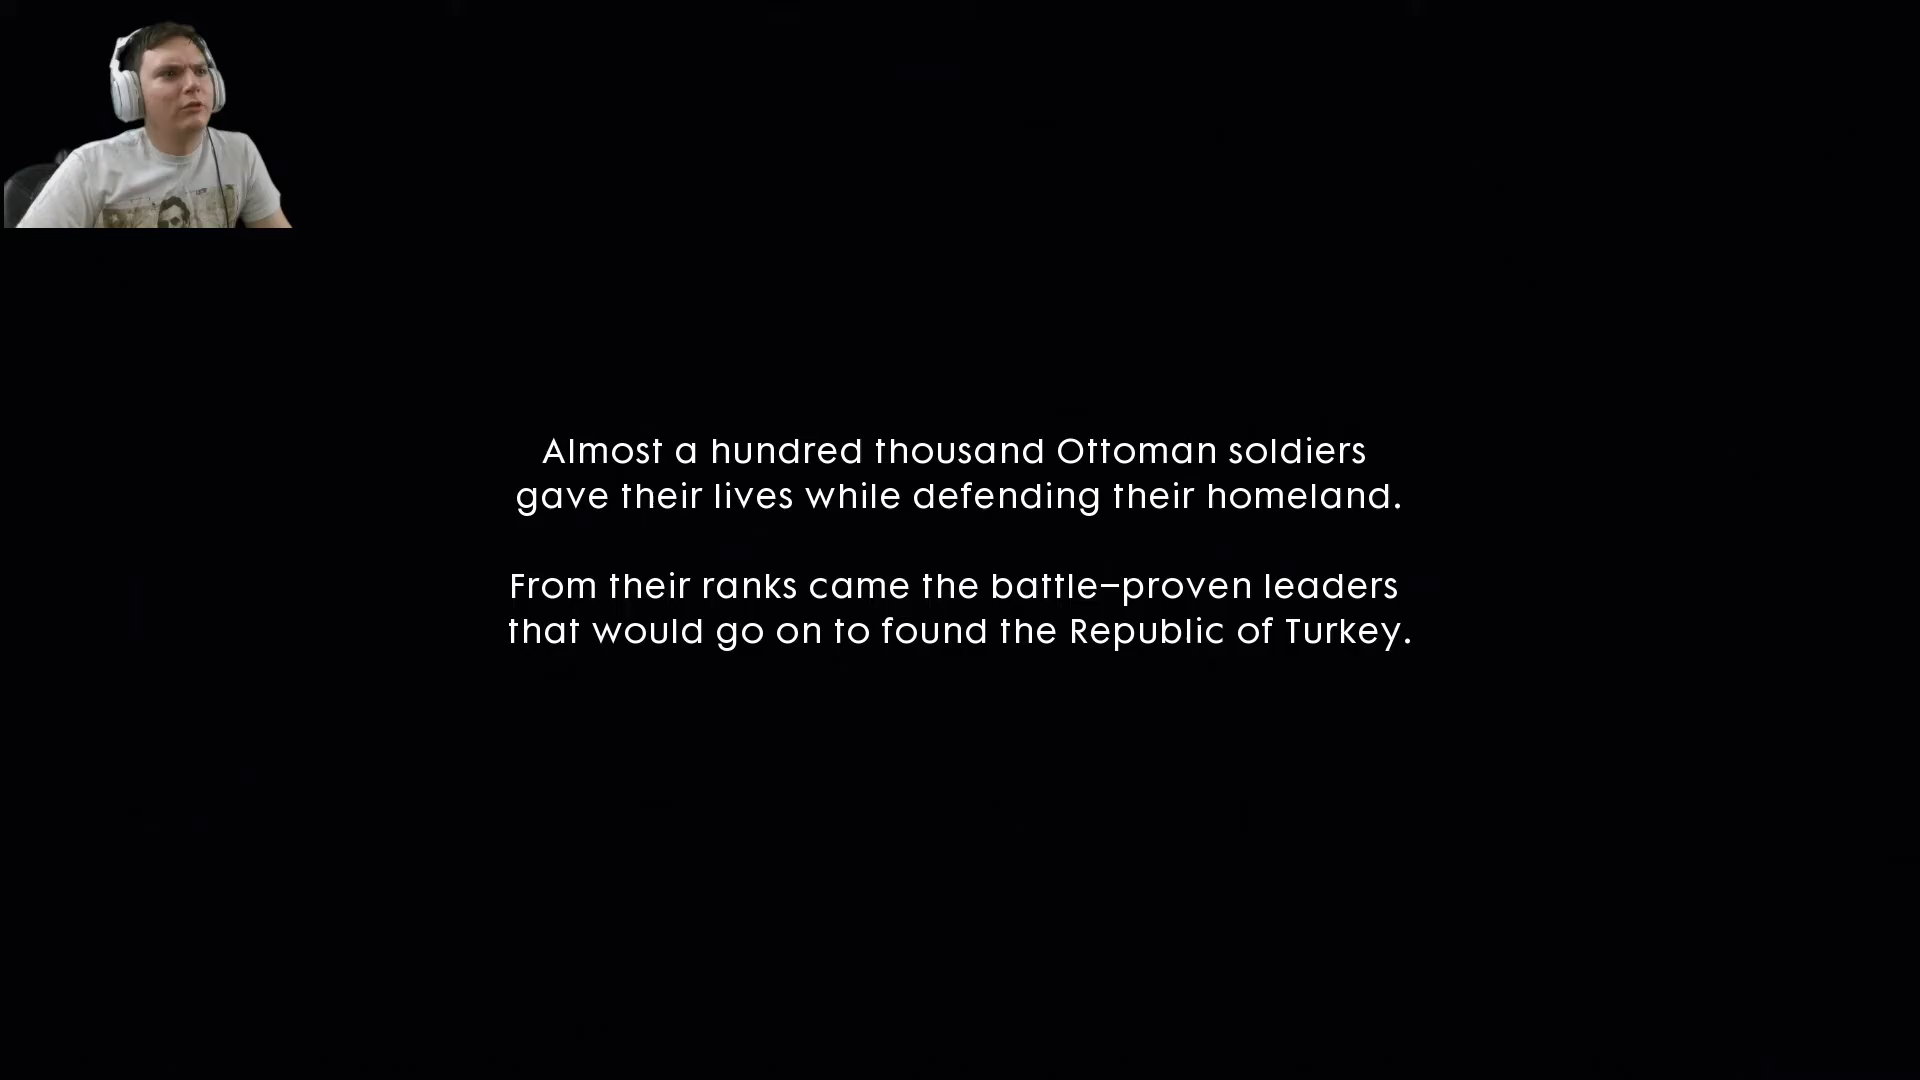 Almost a hundred thousand Ottoman soldiers
gave their lives while defending their homeland.
From their ranks came the battle–proven leaders
that would go on to found the Republic of Turkey.